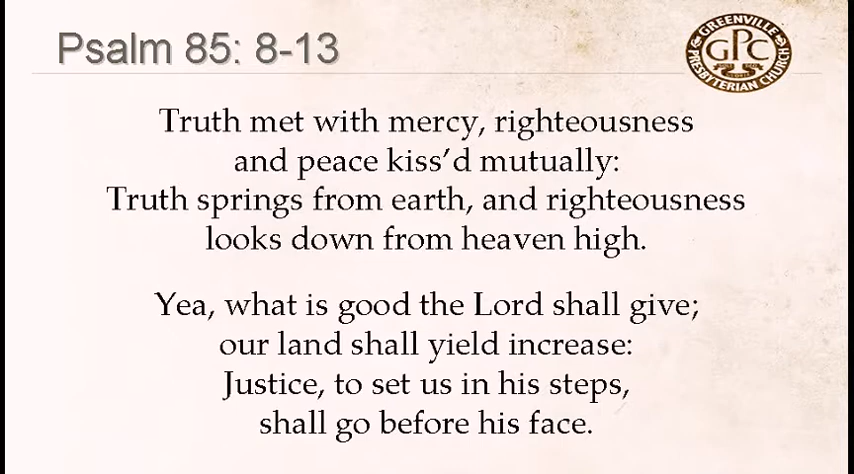 Psalm 85: 8-13
GREENVILLE
GPC
PRESBYTERIAN CHURCH
Truth met with mercy, righteousness
and peace kiss'd mutually:
Truth springs from earth, and righteousness
looks down from heaven high.
Yea, what is good the Lord shall give;
our land shall yield increase:
Justice, to set us in his steps,
shall go before his face.